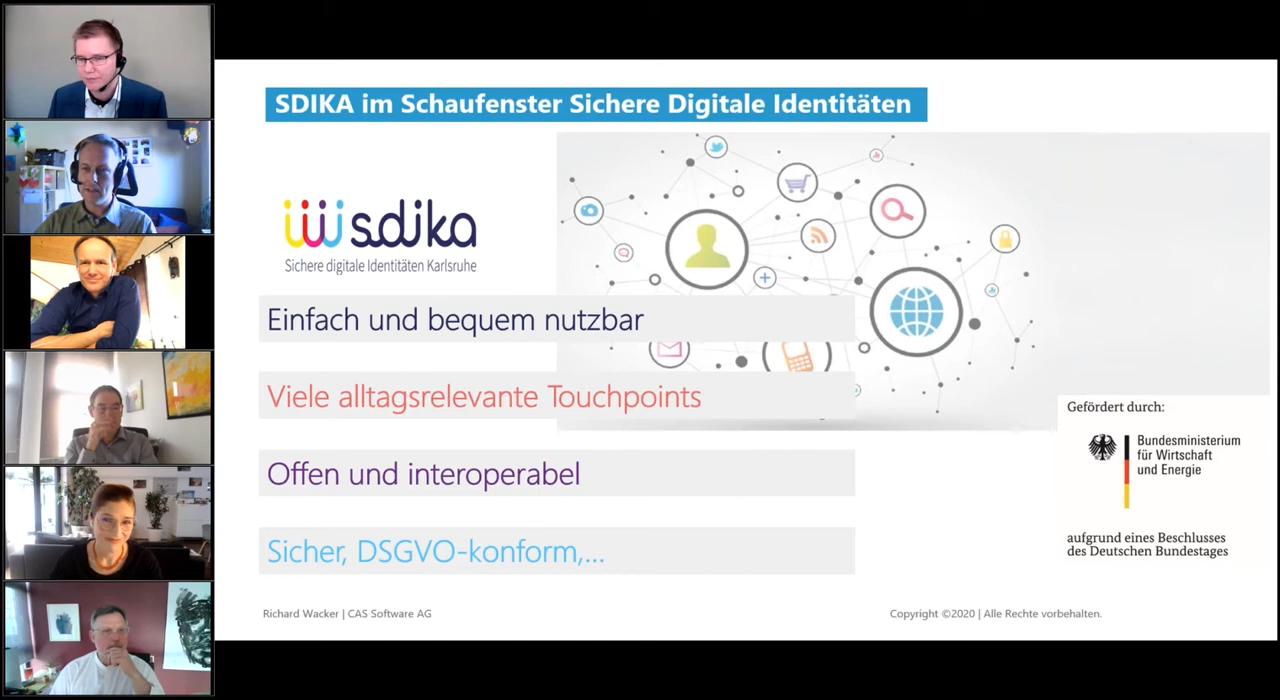 SDIKA im Schaufenster Sichere Digitale Identitäten
sdika
Sichere digitale Identitäten Karlsruhe
Einfach und bequem nutzbar
Viele alltagsrelevante Touchpoints
Offen und interoperabel
Sicher, DSGVO-konform,...
Gefördert durch:
Bundesministerium
für Wirtschaft
und Energie
aufgrund eines Beschlusses
des Deutschen Bundestages
Richard Wacker | CAS Software AG
Copyright ©2020 | Alle Rechte vorbehalten.